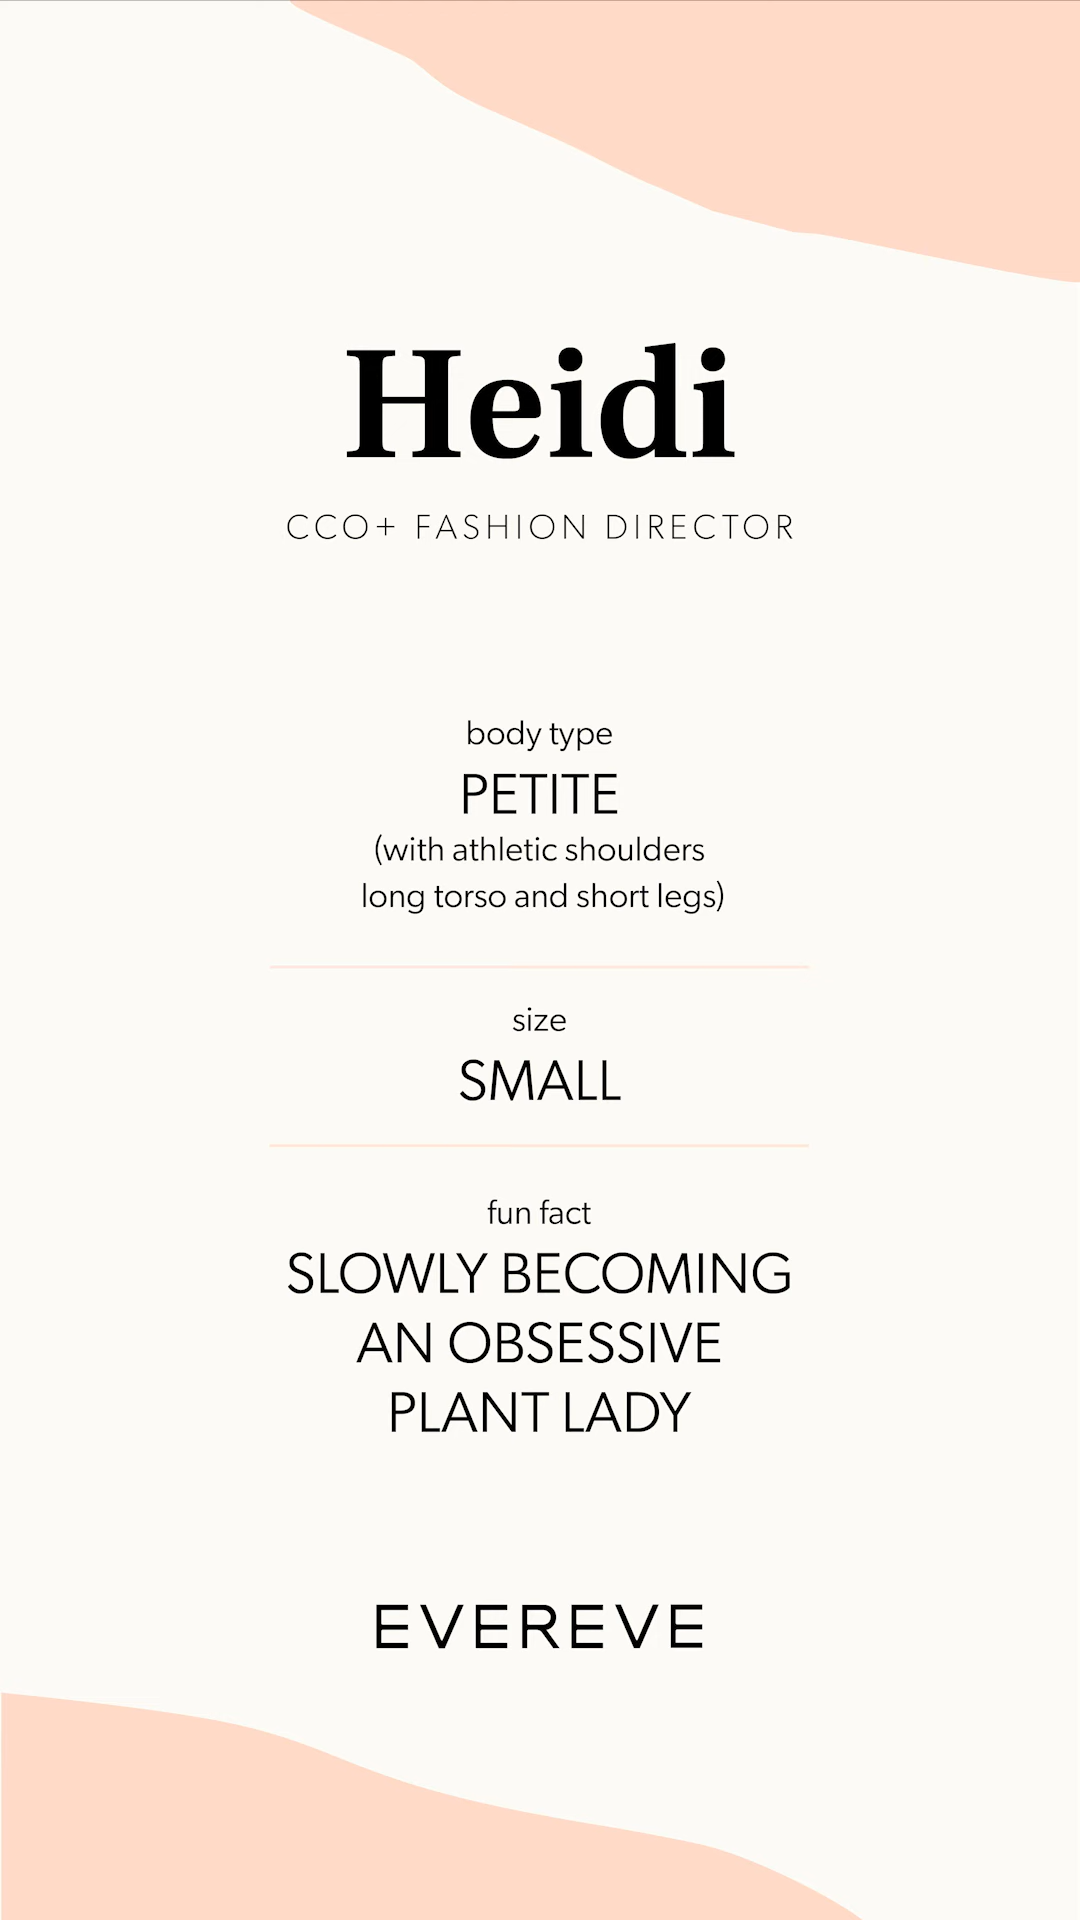 Heidi
CCO+ FASHION DIRECTOR
body type
PETITE
(with athletic shoulders
long torso and short legs)
size
SMALL
fun fact
SLOWLY BECOMING
AN OBSESSIVE
PLANT LADY
EVEREVE